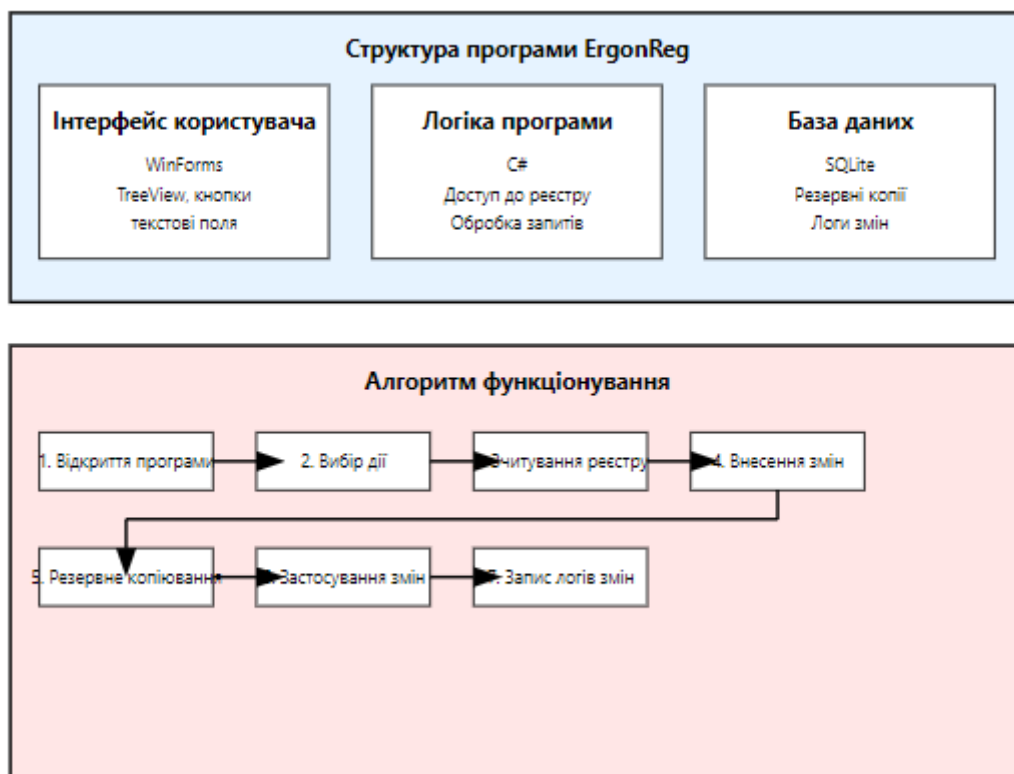 Структура програми ErgonReg
Інтерфейс користувача
WinForms
TreeView, кнопки
текстові поля
Логіка програми
C#
Доступ до реєстру
Обробка запитів
База даних
SQLite
Резервні копії
Логи змін
Алгоритм функціонування
1. Відкриття програми
2. Вибір дії
Зчитування реєстру
4. Внесення змін
5. Резервне копіювання
Застосування змін
7. Запис логів змін